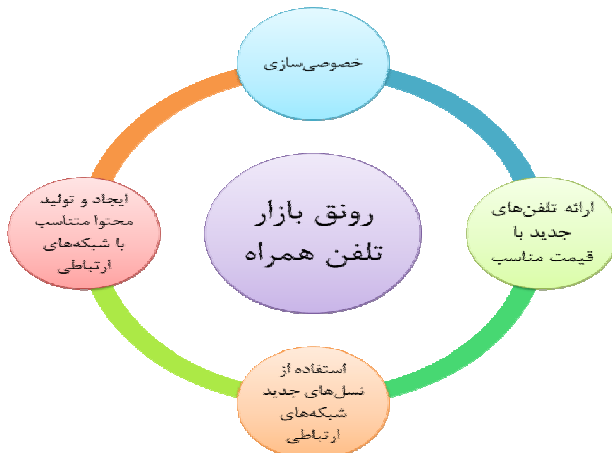 خصوصی‌سازی
ارائه تلفن‌های
جدید با
قیمت مناسب
رونق بازار
تلفن همراه
ایجاد و تولید
محتوا متناسب
با شبکه‌های
ارتباطی
استفاده از
نسل‌های جدید
شبکه‌های
ارتباطی